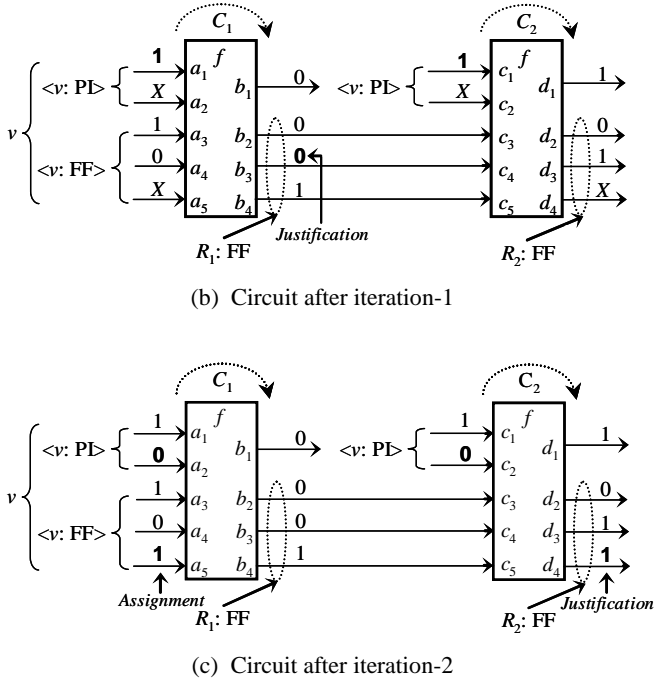 C1 C2
1 a1 f b1 0 <v: PI> 1 c1 f d1 1
<v: PI> X a2 X c2
v 1 a3 b2 0 c3 d2 0
<v: FF> 0 a4 b3 0 c4 d3 1
X a5 b4 1 c5 d4 X
Justification
R1: FF R2: FF
(b) Circuit after iteration-1
C1 C2
1 a1 f b1 0 <v: PI> 1 c1 f d1 1
<v: PI> 0 a2 0 c2
v 1 a3 b2 0 c3 d2 0
<v: FF> 0 a4 b3 0 c4 d3 1
1 a5 b4 1 c5 d4 1
Assignment Justification
R1: FF R2: FF
(c) Circuit after iteration-2